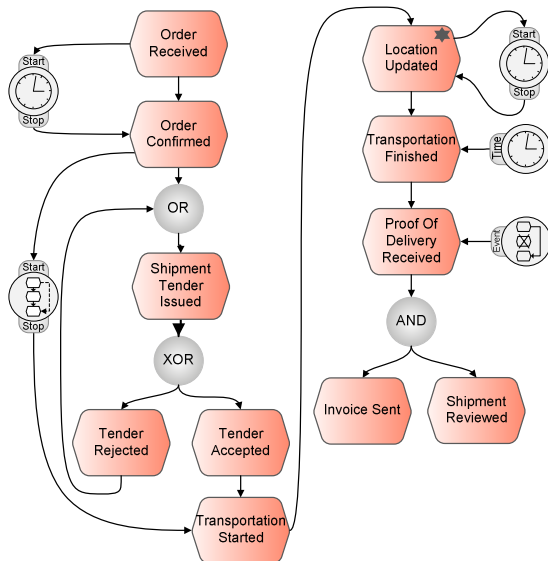 Order
Received
Start
Stop
Order
Confirmed
OR
Start
Stop
Shipment
Tender
Issued
XOR
Tender
Rejected
Tender
Accepted
Transportation
Started
Location
Updated
Start
Stop
Transportation
Finished
Time
Proof Of
Delivery
Received
Event
AND
Invoice Sent
Shipment
Reviewed